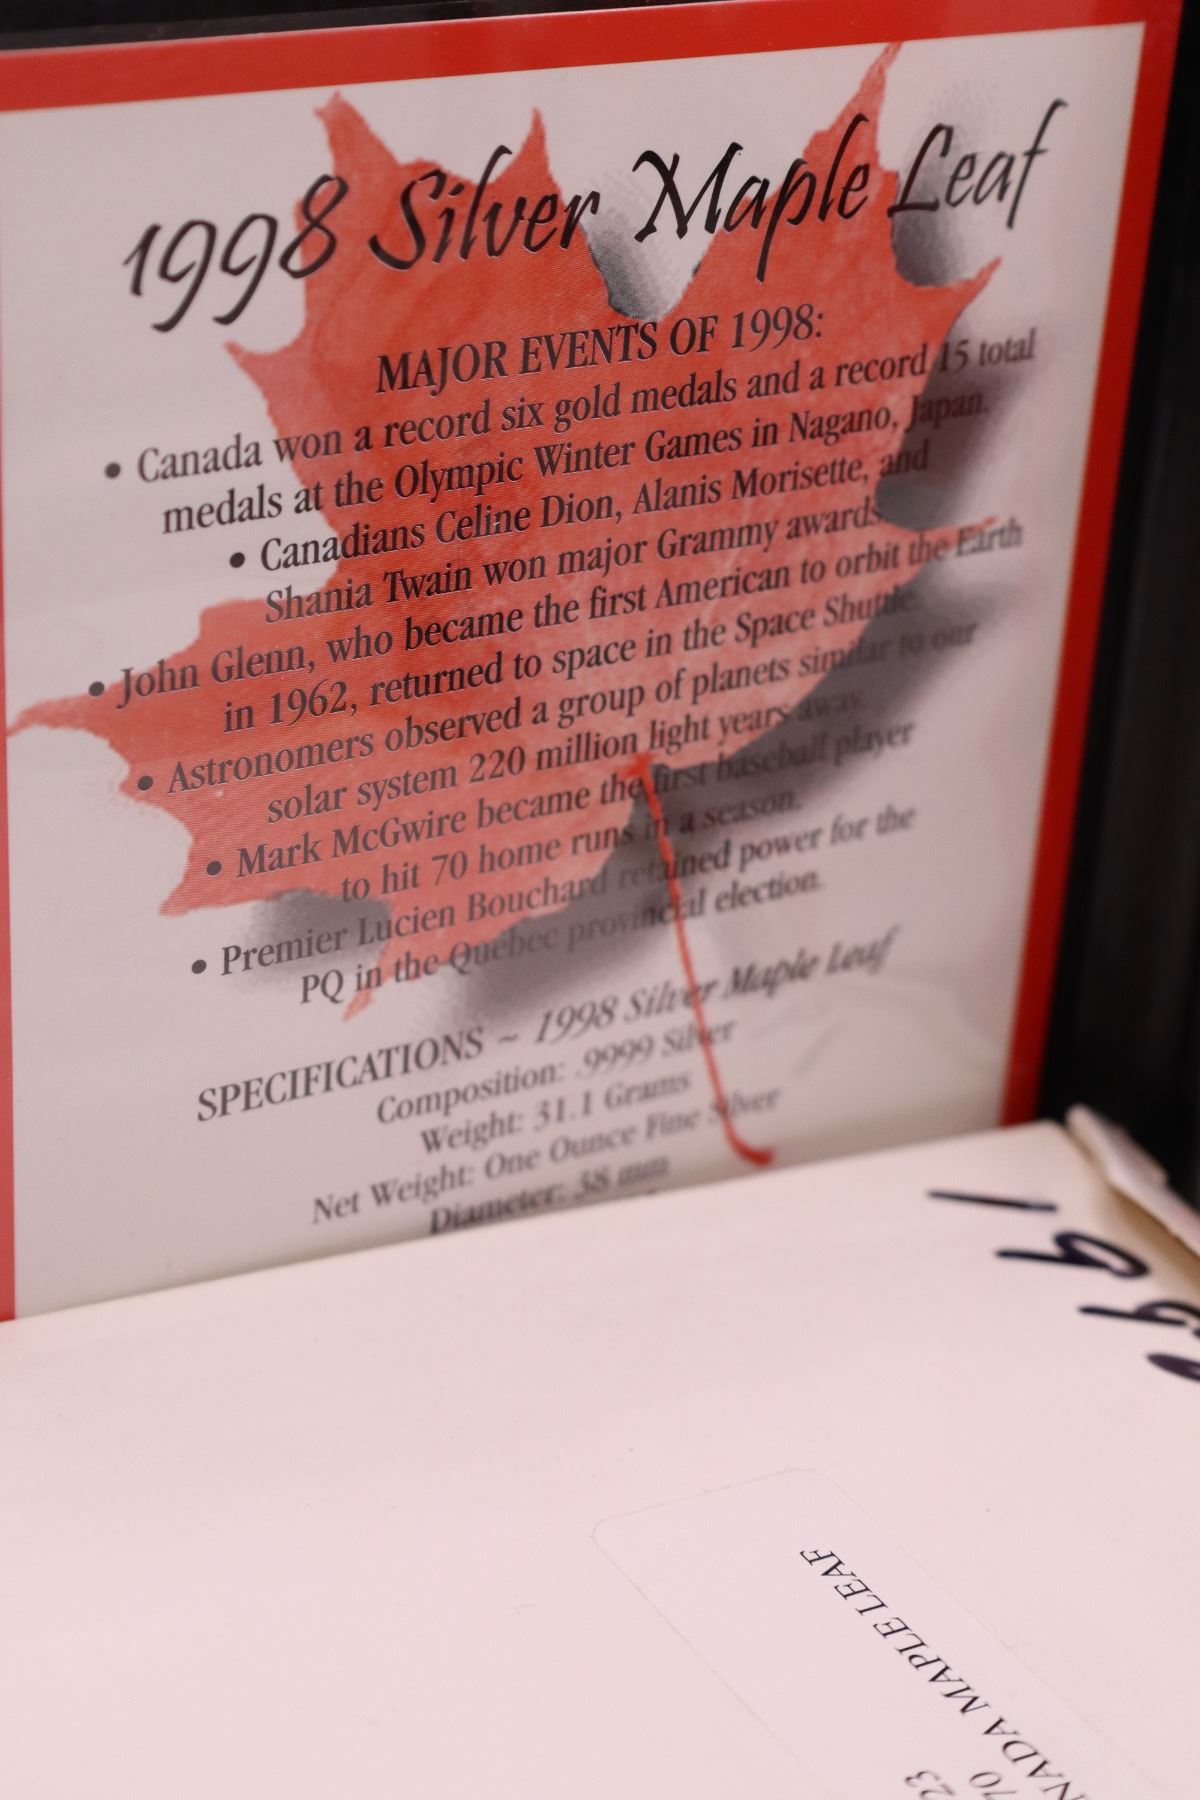 1998 Silver Maple Leaf
MAJOR EVENTS OF 1998:
• Canada won a record six gold medals and a record 15 total
medals at the Olympic Winter Games in Nagano, Japan.
• Canadians Celine Dion, Alanis Morisette, and
Shania Twain won major Grammy awards.
• John Glenn, who became the first American to orbit the Earth
in 1962, returned to space in the Space Shuttle.
• Astronomers observed a group of planets similar to our
solar system 220 million light years away.
• Mark McGwire became the first baseball player
to hit 70 home runs in a season.
• Premier Lucien Bouchard retained power for the
PQ in the Quebec provincial election.
SPECIFICATIONS ~ 1998 Silver Maple Leaf
Composition: .9999 Silver
Weight: 31.1 Grams
Net Weight: One Ounce Fine Silver
Diameter: 38 mm
199
MAPLE LEAF
NADA MAPLE LEAF
70
23